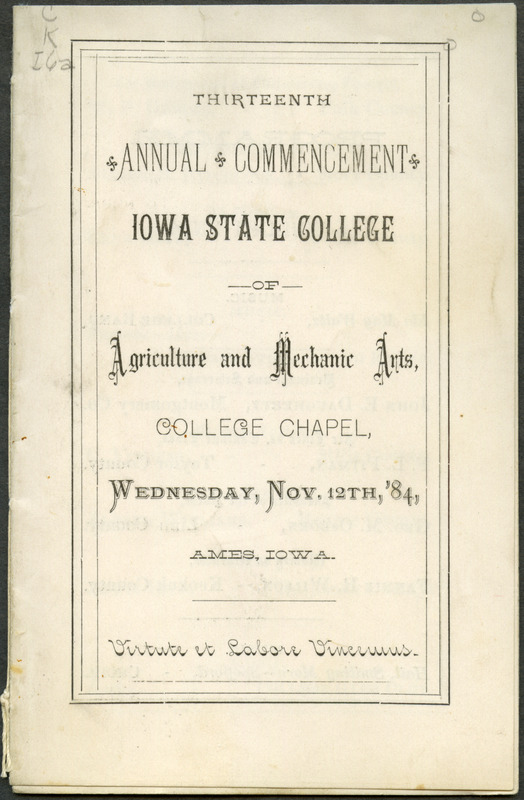 C
K
I6a
THIRTEENTH
ANNUAL COMMENCEMENT
IOWA STATE COLLEGE
—OF—
Agriculture and Mechanic Arts,
COLLEGE CHAPEL,
WEDNESDAY, NOV. 12TH, '84,
AMES, IOWA.
Virtute et Labore Vincemus.